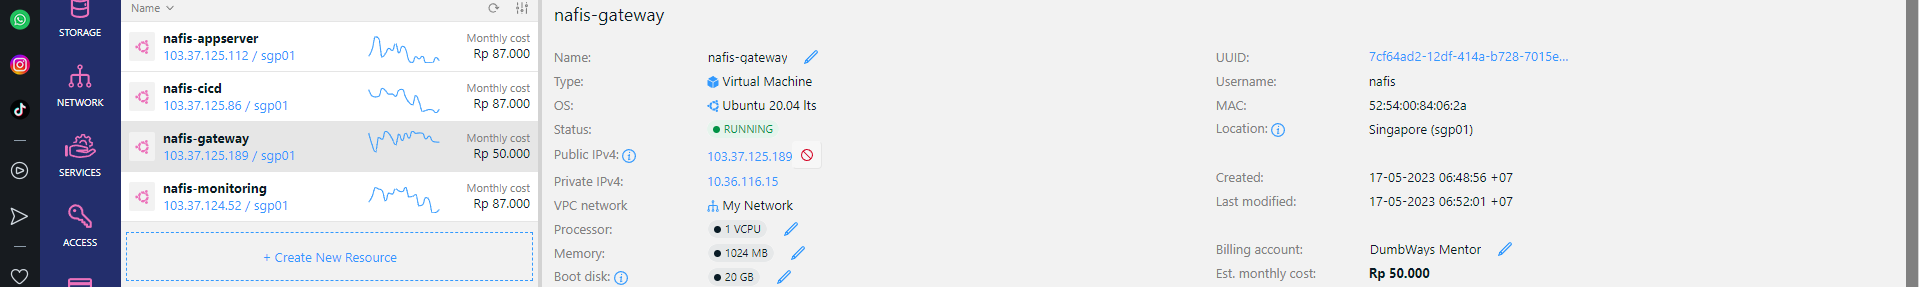 STORAGE
NETWORK
SERVICES
ACCESS
Name
nafis-appserver
103.37.125.112 / sgp01
Monthly cost
Rp 87.000
nafis-cicd
103.37.125.86 / sgp01
Monthly cost
Rp 87.000
nafis-gateway
103.37.125.189 / sgp01
Monthly cost
Rp 50.000
nafis-monitoring
103.37.124.52 / sgp01
Monthly cost
Rp 87.000
+ Create New Resource
nafis-gateway
Name: nafis-gateway
Type: Virtual Machine
OS: Ubuntu 20.04 lts
Status: RUNNING
Public IPv4: 103.37.125.189
Private IPv4: 10.36.116.15
VPC network My Network
Processor: 1 VCPU
Memory: 1024 MB
Boot disk: 20 GB
UUID: 7cf64ad2-12df-414a-b728-7015e...
Username: nafis
MAC: 52:54:00:84:06:2a
Location: Singapore (sgp01)
Created: 17-05-2023 06:48:56 +07
Last modified: 17-05-2023 06:52:01 +07
Billing account: DumbWays Mentor
Est. monthly cost: Rp 50.000